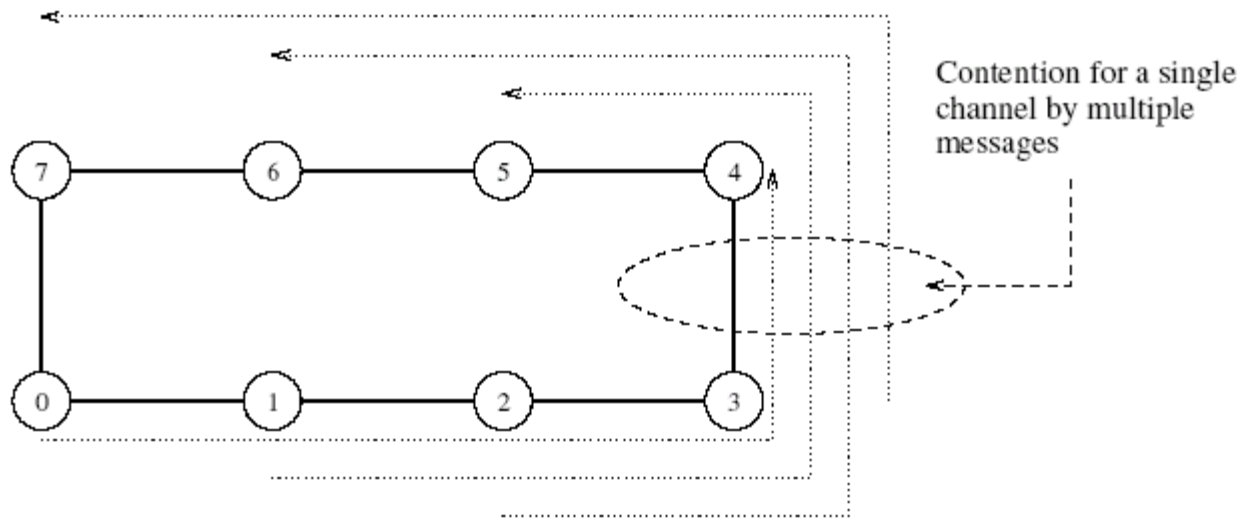 Contention for a single
channel by multiple
messages
7 6 5 4
0 1 2 3